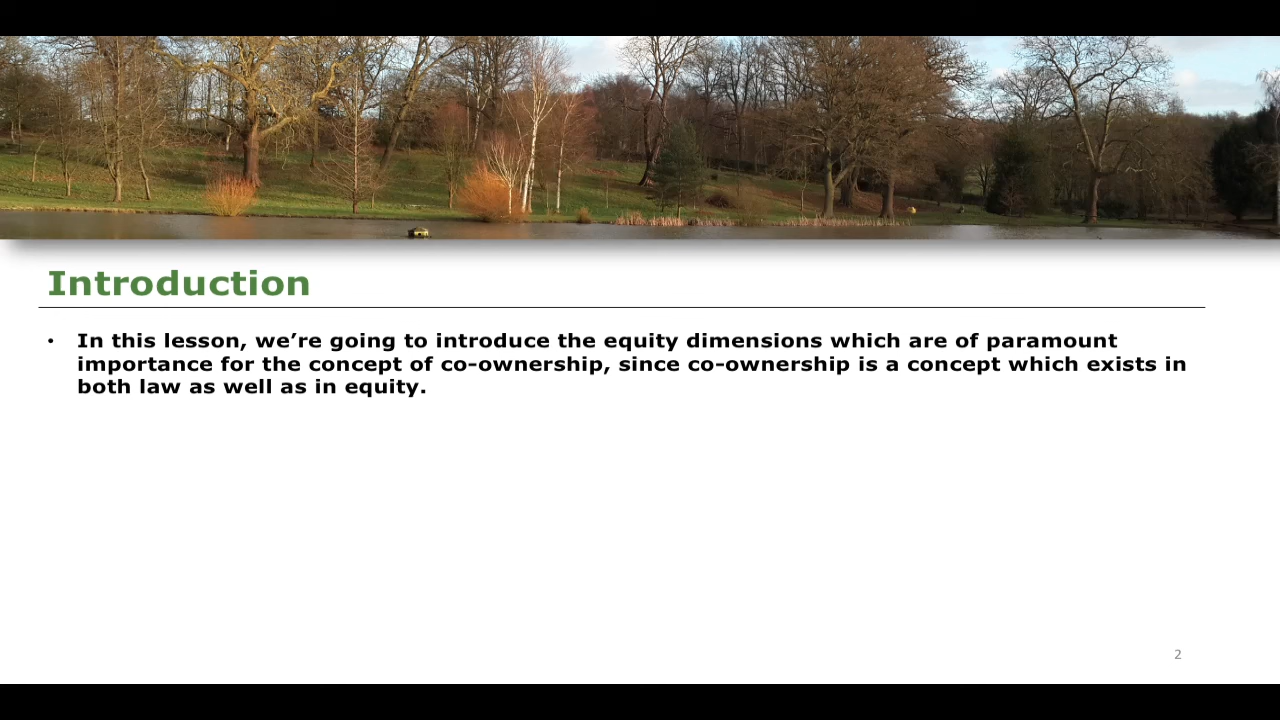 Introduction
• In this lesson, we’re going to introduce the equity dimensions which are of paramount
importance for the concept of co-ownership, since co-ownership is a concept which exists in
both law as well as in equity.
2